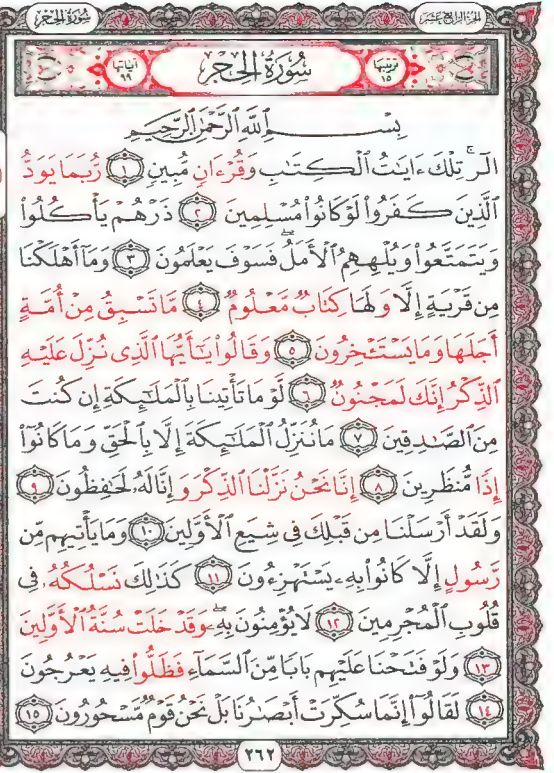 الجزء الرابع عشر
سُورَةُ الحِجْرِ
ترتيبها ١٥
سُورَةُ الحِجْرِ
آياتها ٩٩
بِسْمِ ٱللَّهِ ٱلرَّحْمَٰنِ ٱلرَّحِيمِ
الٓر ۚ تِلْكَ ءَايَٰتُ ٱلْكِتَٰبِ وَقُرْءَانٍ مُّبِينٍ ١ رُّبَمَا يَوَدُّ
ٱلَّذِينَ كَفَرُوا۟ لَوْ كَانُوا۟ مُسْلِمِينَ ٢ ذَرْهُمْ يَأْكُلُوا۟
وَيَتَمَتَّعُوا۟ وَيُلْهِهِمُ ٱلْأَمَلُ ۖ فَسَوْفَ يَعْلَمُونَ ٣ وَمَآ أَهْلَكْنَا
مِن قَرْيَةٍ إِلَّا وَلَهَا كِتَابٌ مَّعْلُومٌ ٤ مَّا تَسْبِقُ مِنْ أُمَّةٍ
أَجَلَهَا وَمَا يَسْتَـْٔخِرُونَ ٥ وَقَالُوا۟ يَٰٓأَيُّهَا ٱلَّذِى نُزِّلَ عَلَيْهِ
ٱلذِّكْرُ إِنَّكَ لَمَجْنُونٌ ٦ لَّوْ مَا تَأْتِينَا بِٱلْمَلَٰٓئِكَةِ إِن كُنتَ
مِنَ ٱلصَّٰدِقِينَ ٧ مَا نُنَزِّلُ ٱلْمَلَٰٓئِكَةَ إِلَّا بِٱلْحَقِّ وَمَا كَانُوٓا۟
إِذًا مُّنظَرِينَ ٨ إِنَّا نَحْنُ نَزَّلْنَا ٱلذِّكْرَ وَإِنَّا لَهُۥ لَحَٰفِظُونَ ٩
وَلَقَدْ أَرْسَلْنَا مِن قَبْلِكَ فِى شِيَعِ ٱلْأَوَّلِينَ ١٠ وَمَا يَأْتِيهِم مِّن
رَّسُولٍ إِلَّا كَانُوا۟ بِهِۦ يَسْتَهْزِءُونَ ١١ كَذَٰلِكَ نَسْلُكُهُۥ فِى
قُلُوبِ ٱلْمُجْرِمِينَ ١٢ لَا يُؤْمِنُونَ بِهِۦ ۖ وَقَدْ خَلَتْ سُنَّةُ ٱلْأَوَّلِينَ
١٣ وَلَوْ فَتَحْنَا عَلَيْهِم بَابًا مِّنَ ٱلسَّمَآءِ فَظَلُّوا۟ فِيهِ يَعْرُجُونَ
١٤ لَقَالُوٓا۟ إِنَّمَا سُكِّرَتْ أَبْصَٰرُنَا بَلْ نَحْنُ قَوْمٌ مَّسْحُورُونَ ١٥
٢٦٢